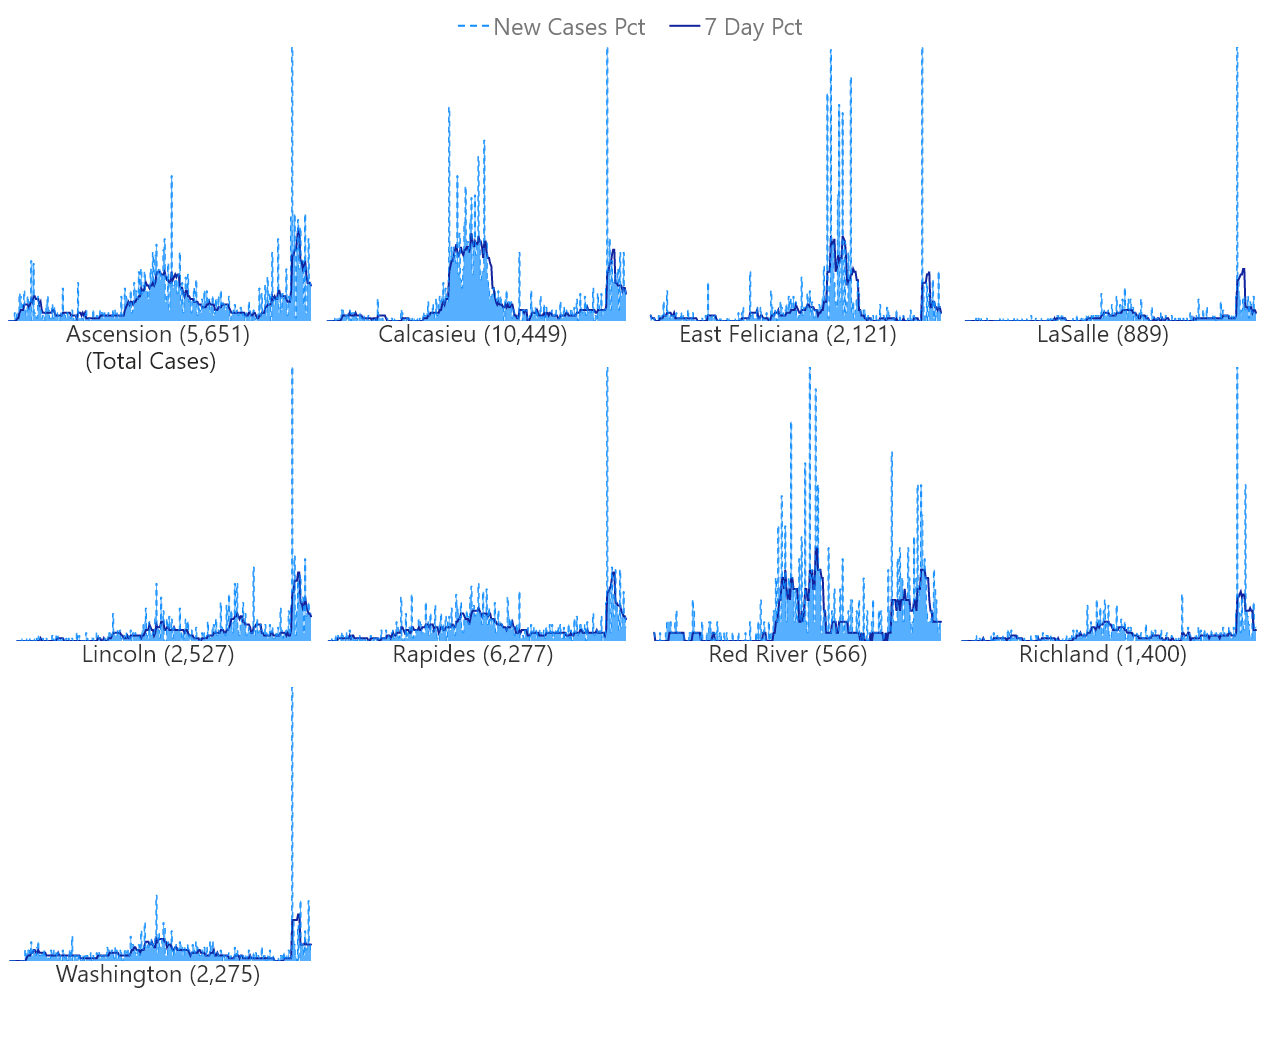 New Cases Pct 7 Day Pct
Ascension (5,651) Calcasieu (10,449) East Feliciana (2,121) LaSalle (889)
(Total Cases)
Lincoln (2,527) Rapides (6,277) Red River (566) Richland (1,400)
Washington (2,275)